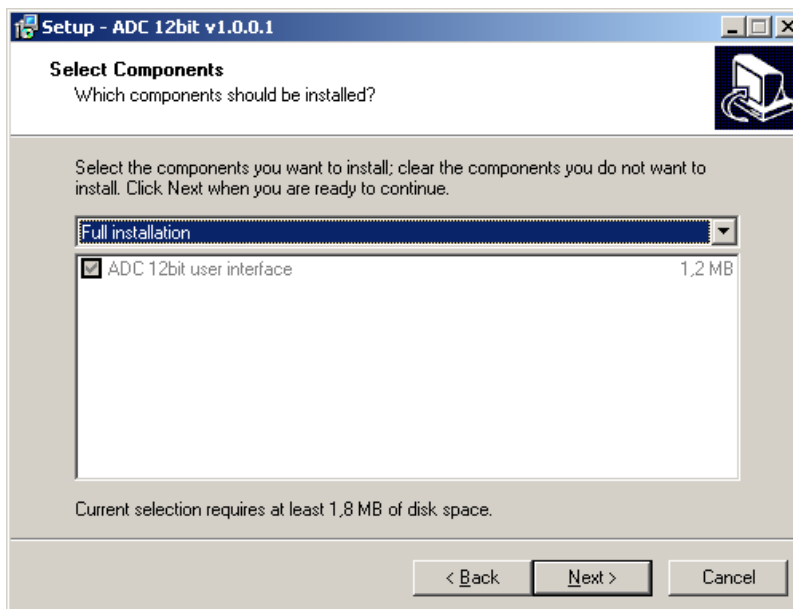 Setup - ADC 12bit v1.0.0.1
Select Components
Which components should be installed?
Select the components you want to install; clear the components you do not want to
install. Click Next when you are ready to continue.
Full installation
ADC 12bit user interface 1,2 MB
Current selection requires at least 1,8 MB of disk space.
< Back Next > Cancel